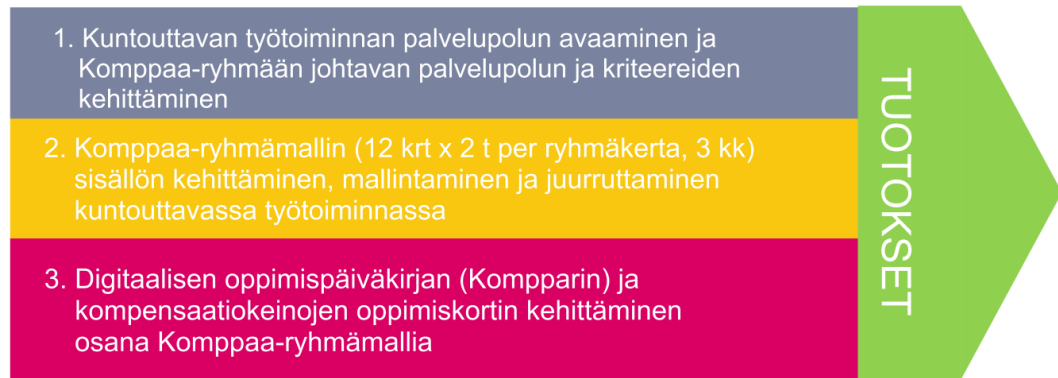 1. Kuntouttavan työtoiminnan palvelupolun avaaminen ja
Komppaa-ryhmään johtavan palvelupolun ja kriteereiden
kehittäminen
2. Komppaa-ryhmämallin (12 krt x 2 t per ryhmäkerta, 3 kk)
sisällön kehittäminen, mallintaminen ja juurruttaminen
kuntouttavassa työtoiminnassa
3. Digitaalisen oppimispäiväkirjan (Kompparin) ja
kompensaatiokeinojen oppimiskortin kehittäminen
osana Komppaa-ryhmämallia
TUOTOKSET